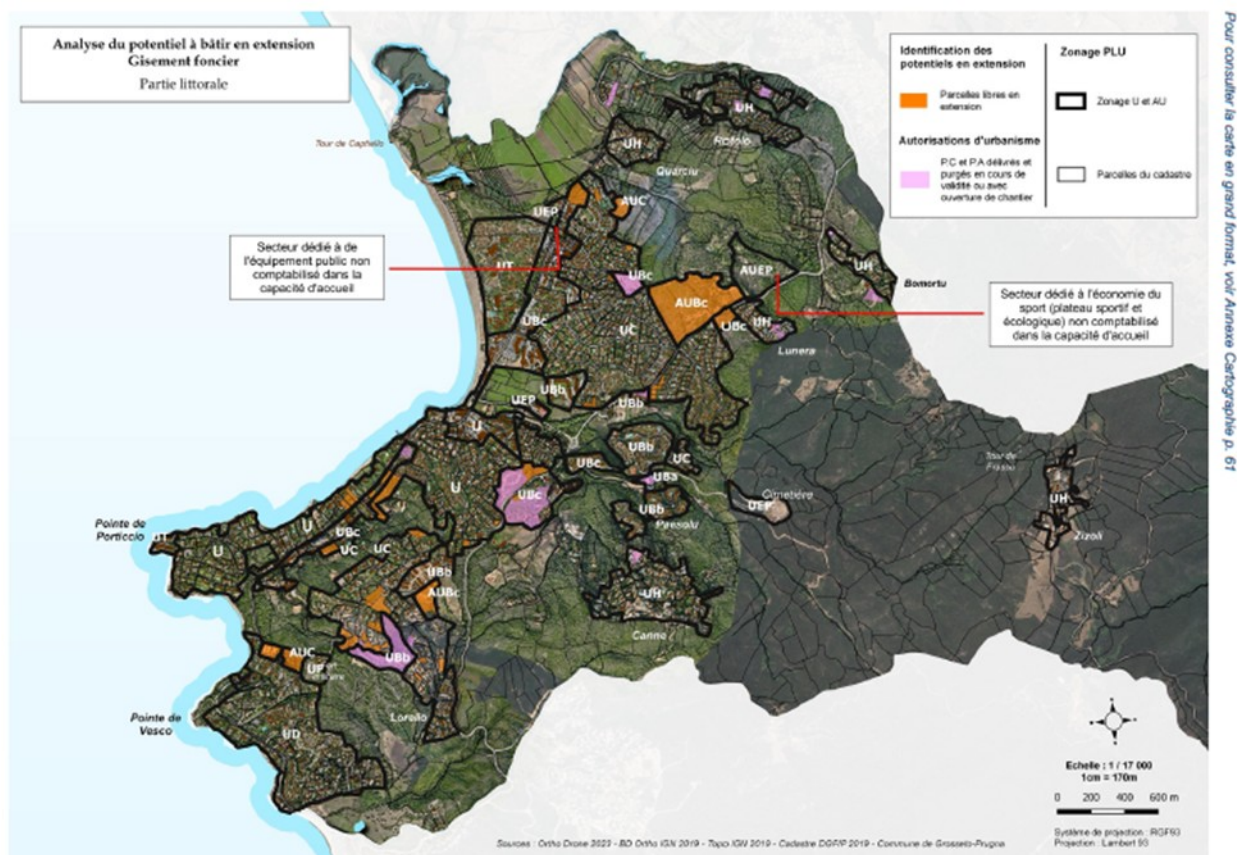 Analyse du potentiel à bâtir en extension
Gisement foncier
Partie littorale
Identification des
potentiels en extension
Parcelles libres en
extension
Autorisations d'urbanisme
P.C et P.A délivrés et
purgés en cours de
validité ou avec
ouverture de chantier
Zonage PLU
Zonage U et AU
Parcelles du cadastre
Pour consulter la carte en grand format, voir Annexe Cartographie p. 61
Tour de Capitello
UH
UH
Quarciu
UEP
AUC
Secteur dédié à de
l'équipement public non
comptabilisé dans la
capacité d'accueil
UT
UBc
AUEP
UH
Bomortu
AUBc
Secteur dédié à l'économie du
sport (plateau sportif et
écologique) non comptabilisé
dans la capacité d'accueil
UBc
UC
UBc
UH
Lunera
UBb
UEP
UBb
U
UBb
UBc
UC
UBa
U
UBc
UBb
Cimetière
UEP
UH
Zizoli
Pointe de
Porticcio
U
U
UBc
UC
UC
UBb
AUBc
UH
Canne
AUC
UBb
Pointe de
Vesco
UD
Echelle : 1 / 17 000
1cm = 170m
0 200 400 600 m
Système de projection : RGF93
Projection : Lambert 93
Sources : Ortho Drone 2023 - BD Ortho IGN 2019 - Topo IGN 2019 - Cadastre DGFIP 2019 - Commune de Grosseto-Prugna